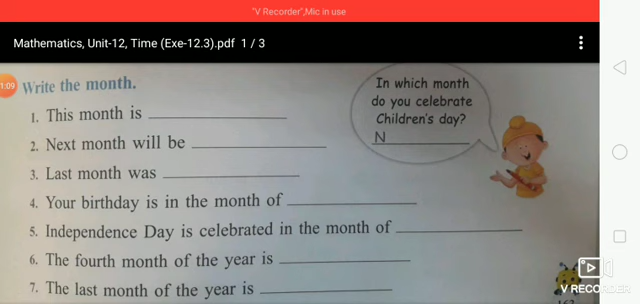 "V Recorder",Mic in use
Mathematics, Unit-12, Time (Exe-12.3).pdf 1 / 3
1:09
Write the month.
In which month
do you celebrate
Children's day?
N
1. This month is
2. Next month will be
3. Last month was
4. Your birthday is in the month of
5. Independence Day is celebrated in the month of
6. The fourth month of the year is
7. The last month of the year is
V RECORDER